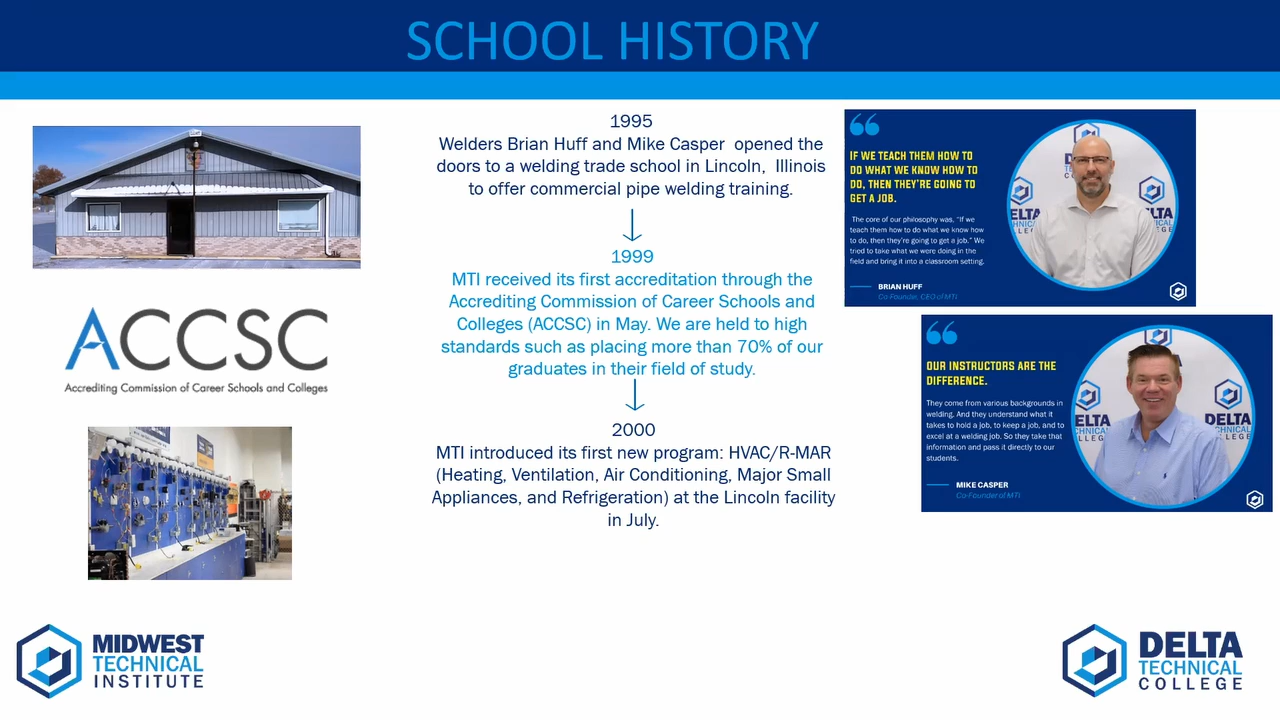 SCHOOL HISTORY
1995
Welders Brian Huff and Mike Casper opened the
doors to a welding trade school in Lincoln, Illinois
to offer commercial pipe welding training.
1999
MTI received its first accreditation through the
Accrediting Commission of Career Schools and
Colleges (ACCSC) in May. We are held to high
standards such as placing more than 70% of our
graduates in their field of study.
2000
MTI introduced its first new program: HVAC/R-MAR
(Heating, Ventilation, Air Conditioning, Major Small
Appliances, and Refrigeration) at the Lincoln facility
in July.
ACCSC
Accrediting Commission of Career Schools and Colleges
IF WE TEACH THEM HOW TO
DO WHAT WE KNOW HOW TO
DO, THEN THEY'RE GOING TO
GET A JOB.
The core of our philosophy was, "If we
teach them how to do what we know how
to do, then they're going to get a job." We
tried to take what we were doing in the
field and bring it into a classroom setting.
BRIAN HUFF
Co-Founder, CEO of MTI
OUR INSTRUCTORS ARE THE
DIFFERENCE.
They come from various backgrounds in
welding. And they understand what it
takes to hold a job, to keep a job, and to
excel at a welding job. So they take that
information and pass it directly to our
students.
MIKE CASPER
Co-Founder of MTI
MIDWEST
TECHNICAL
INSTITUTE
DELTA
TECHNICAL
COLLEGE